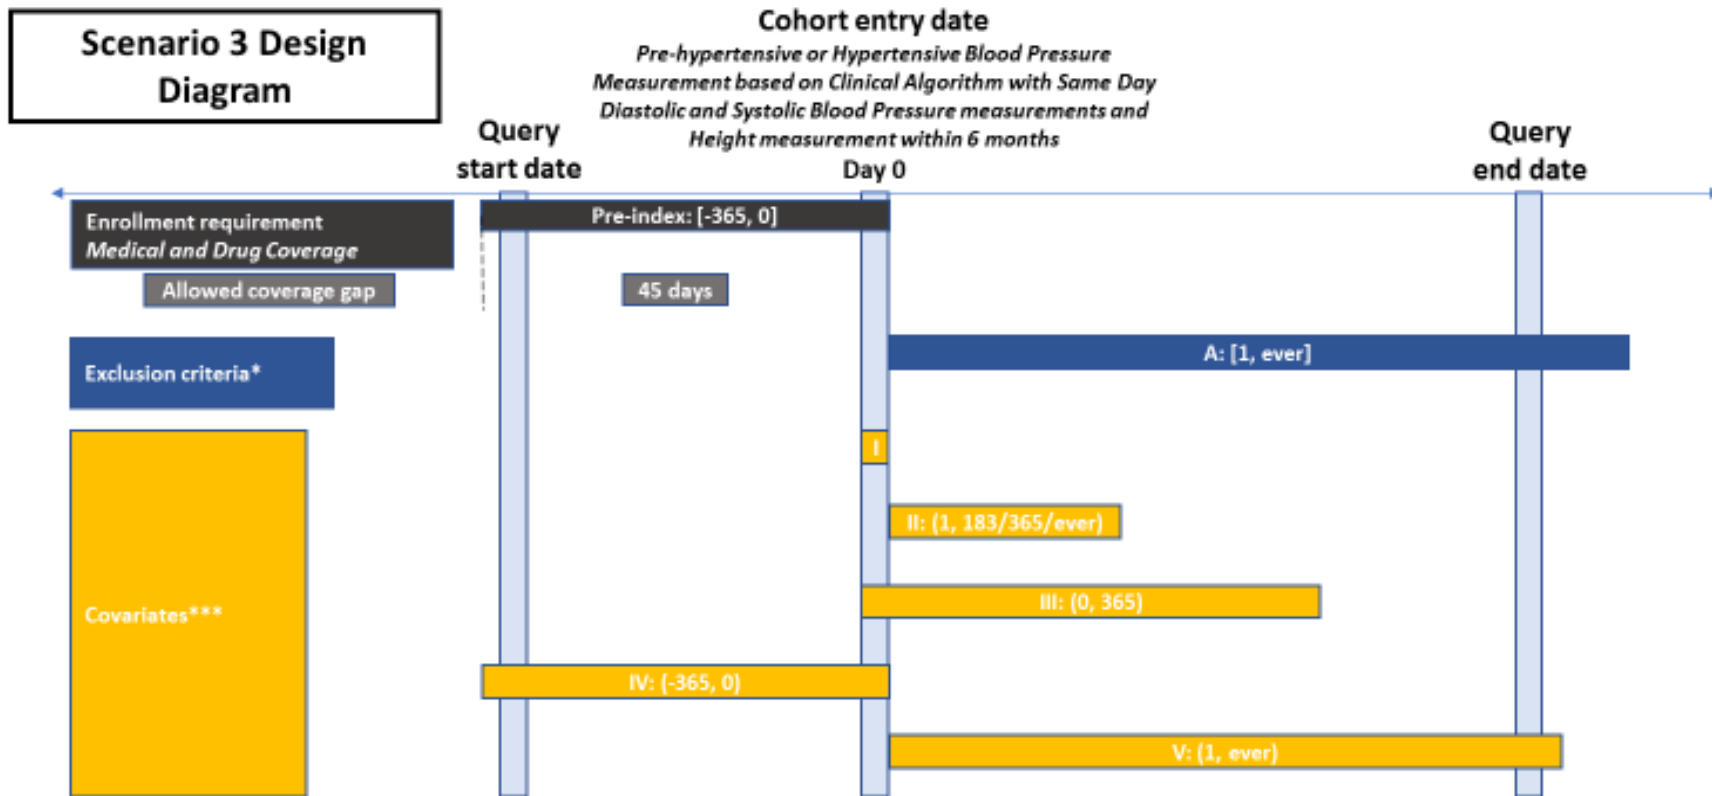 Scenario 3 Design
Diagram
Cohort entry date
Pre-hypertensive or Hypertensive Blood Pressure
Measurement based on Clinical Algorithm with Same Day
Diastolic and Systolic Blood Pressure measurements and
Height measurement within 6 months
Query
start date
Day 0
Query
end date
Enrollment requirement
Medical and Drug Coverage
Pre-index: [-365, 0]
Allowed coverage gap
45 days
Exclusion criteria*
A: [1, ever]
Covariates***
I
II: (1, 183/365/ever)
III: (0, 365)
IV: (-365, 0)
V: (1, ever)